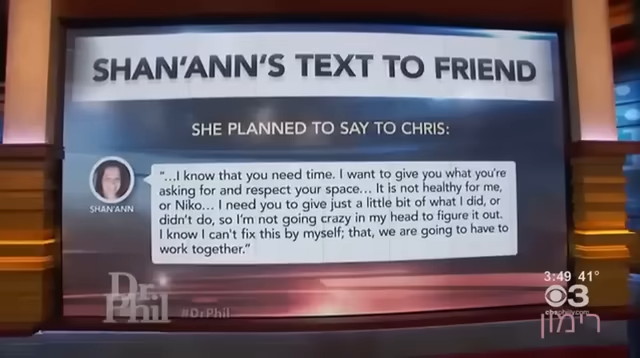 SHAN'ANN'S TEXT TO FRIEND
SHE PLANNED TO SAY TO CHRIS:
"...I know that you need time. I want to give you what you're
asking for and respect your space... It is not healthy for me,
or Niko... I need you to give just a little bit of what I did, or
didn't do, so I'm not going crazy in my head to figure it out.
I know I can't fix this by myself; that, we are going to have to
work together."
SHAN'ANN
Dr. Phil
#DrPhil
3:49 41°
3
cbsphilly.com
רימון